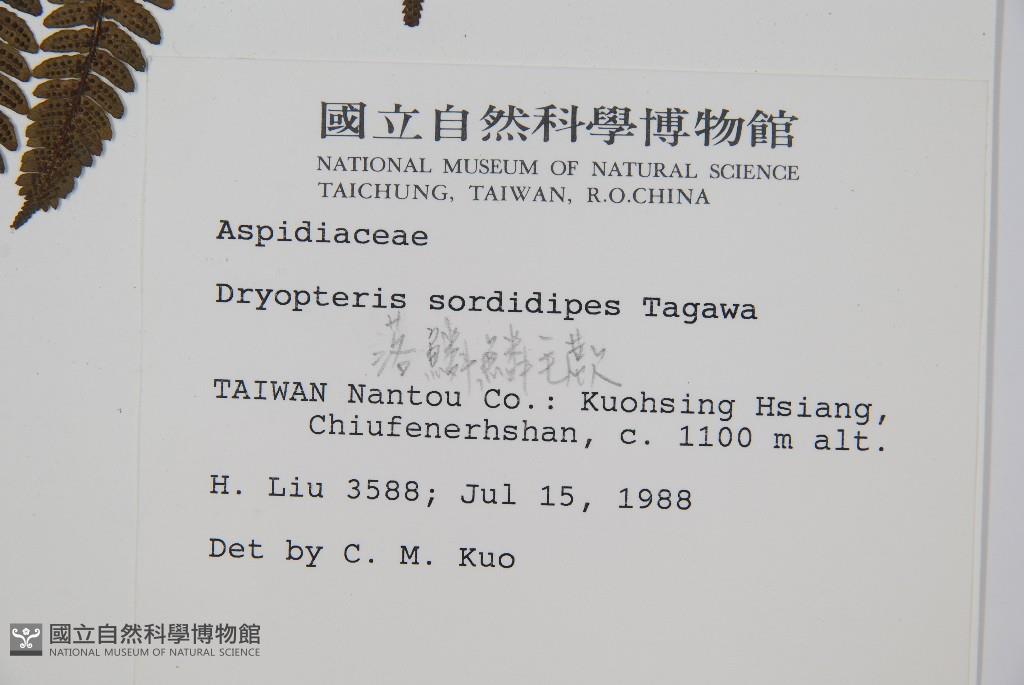 國立自然科學博物館
NATIONAL MUSEUM OF NATURAL SCIENCE
TAICHUNG, TAIWAN, R.O.CHINA
Aspidiaceae
Dryopteris sordidipes Tagawa
落鱗鱗毛蕨
TAIWAN Nantou Co.: Kuohsing Hsiang,
Chiufenerhshan, c. 1100 m alt.
H. Liu 3588; Jul 15, 1988
Det by C. M. Kuo
國立自然科學博物館
NATIONAL MUSEUM OF NATURAL SCIENCE